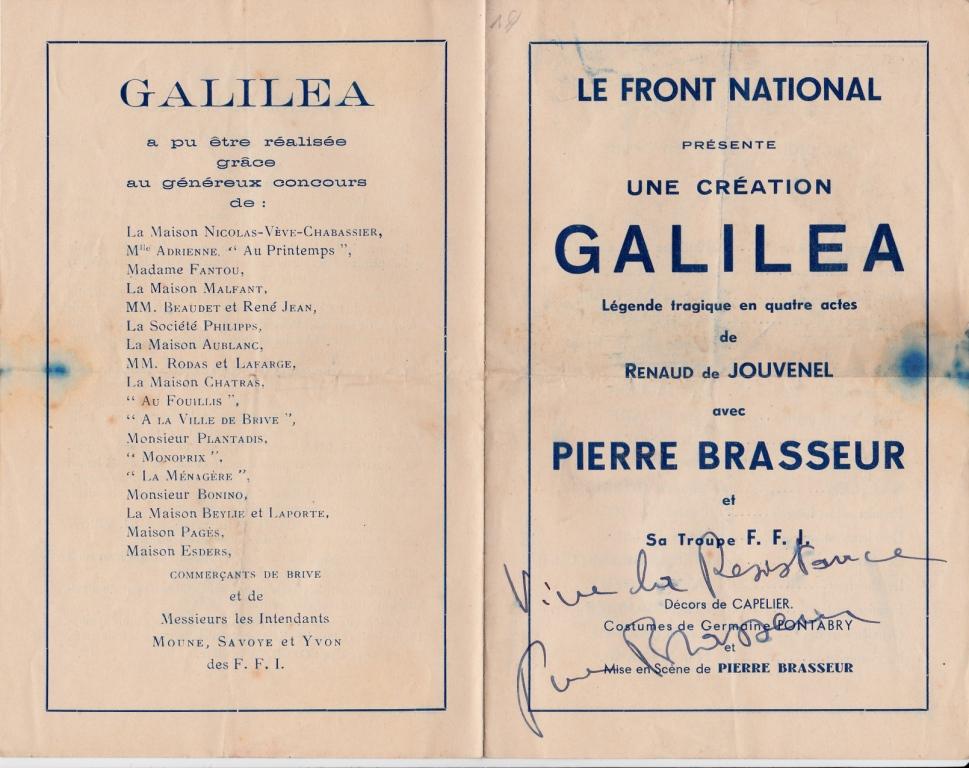 GALILEA
a pu être réalisée
grâce
au généreux concours
de :
La Maison NICOLAS-VÈVE-CHABASSIER,
Mlle ADRIENNE, “ Au Printemps ”,
Madame FANTOU,
La Maison MALFANT,
MM. BEAUDET et René JEAN,
La Société PHILIPPS,
La Maison AUBLANC,
MM. RODAS et LAFARGE,
La Maison CHATRAS,
“ AU FOUILLIS ”,
“ A LA VILLE DE BRIVE ”,
Monsieur PLANTADIS,
“ MONOPRIX ”,
“ LA MÉNAGÈRE ”,
Monsieur BONINO,
La Maison BEYLIE et LAPORTE,
Maison PAGÈS,
Maison ESDERS,
COMMERÇANTS DE BRIVE
et de
Messieurs les Intendants
MOUNE, SAVOYE et YVON
des F. F. I.
18
LE FRONT NATIONAL
PRÉSENTE
UNE CRÉATION
GALILEA
Légende tragique en quatre actes
de
RENAUD de JOUVENEL
avec
PIERRE BRASSEUR
et
Sa Troupe F. F. I.
Vive la Resistance
Décors de CAPELIER.
Costumes de Germaine PONTABRY
et
Pierre Brasseur
Mise en Scène de PIERRE BRASSEUR